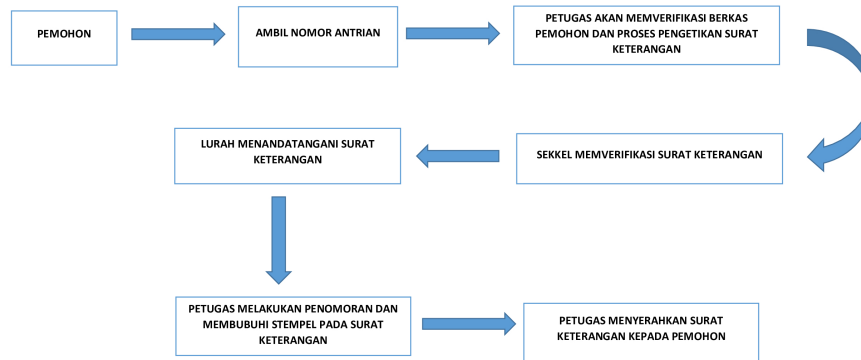 PEMOHON
AMBIL NOMOR ANTRIAN
PETUGAS AKAN MEMVERIFIKASI BERKAS
PEMOHON DAN PROSES PENGETIKAN SURAT
KETERANGAN
SEKKEL MEMVERIFIKASI SURAT KETERANGAN
LURAH MENANDATANGANI SURAT
KETERANGAN
PETUGAS MELAKUKAN PENOMORAN DAN
MEMBUBUHI STEMPEL PADA SURAT
KETERANGAN
PETUGAS MENYERAHKAN SURAT
KETERANGAN KEPADA PEMOHON